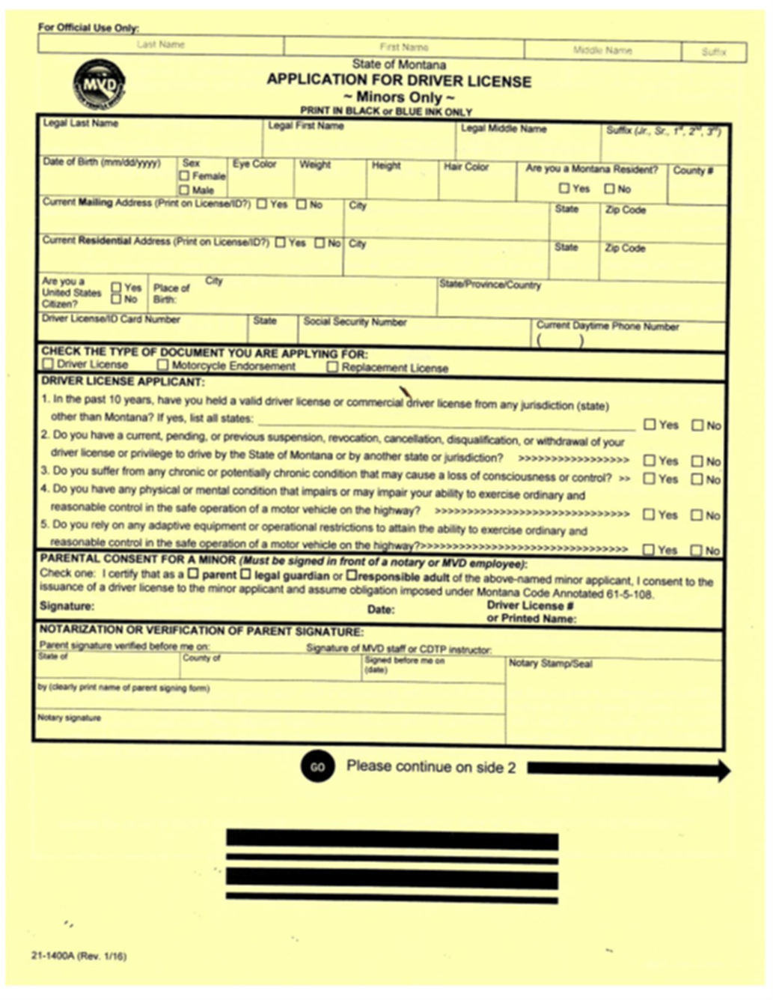 For Official Use Only:
Last Name First Name Middle Name Suffix
MVD
State of Montana
APPLICATION FOR DRIVER LICENSE
~ Minors Only ~
PRINT IN BLACK or BLUE INK ONLY
Legal Last Name Legal First Name Legal Middle Name Suffix (Jr., Sr., 1st, 2nd, 3rd)
Date of Birth (mm/dd/yyyy) Sex Eye Color Weight Height Hair Color Are you a Montana Resident? County #
☐ Female
☐ Male ☐ Yes ☐ No
Current Mailing Address (Print on License/ID?) ☐ Yes ☐ No City State Zip Code
Current Residential Address (Print on License/ID?) ☐ Yes ☐ No City State Zip Code
Are you a United States Citizen? ☐ Yes ☐ No Place of Birth: City State/Province/Country
Driver License/ID Card Number State Social Security Number Current Daytime Phone Number
( )
CHECK THE TYPE OF DOCUMENT YOU ARE APPLYING FOR:
☐ Driver License ☐ Motorcycle Endorsement ☐ Replacement License
DRIVER LICENSE APPLICANT:
1. In the past 10 years, have you held a valid driver license or commercial driver license from any jurisdiction (state)
other than Montana? If yes, list all states: ☐ Yes ☐ No
2. Do you have a current, pending, or previous suspension, revocation, cancellation, disqualification, or withdrawal of your
driver license or privilege to drive by the State of Montana or by another state or jurisdiction? >>>>>>>>>>>>>>>>> ☐ Yes ☐ No
3. Do you suffer from any chronic or potentially chronic condition that may cause a loss of consciousness or control? >> ☐ Yes ☐ No
4. Do you have any physical or mental condition that impairs or may impair your ability to exercise ordinary and
reasonable control in the safe operation of a motor vehicle on the highway? >>>>>>>>>>>>>>>>>>>>>>>>>>>>>> ☐ Yes ☐ No
5. Do you rely on any adaptive equipment or operational restrictions to attain the ability to exercise ordinary and
reasonable control in the safe operation of a motor vehicle on the highway?>>>>>>>>>>>>>>>>>>>>>>>>>>>>>>>> ☐ Yes ☐ No
PARENTAL CONSENT FOR A MINOR (Must be signed in front of a notary or MVD employee):
Check one: I certify that as a ☐ parent ☐ legal guardian or ☐responsible adult of the above-named minor applicant, I consent to the
issuance of a driver license to the minor applicant and assume obligation imposed under Montana Code Annotated 61-5-108.
Signature: Date: Driver License #
or Printed Name:
NOTARIZATION OR VERIFICATION OF PARENT SIGNATURE:
Parent signature verified before me on: Signature of MVD staff or CDTP instructor:
State of County of Signed before me on (date) Notary Stamp/Seal
by (clearly print name of parent signing form)
Notary signature
GO Please continue on side 2
21-1400A (Rev. 1/16)